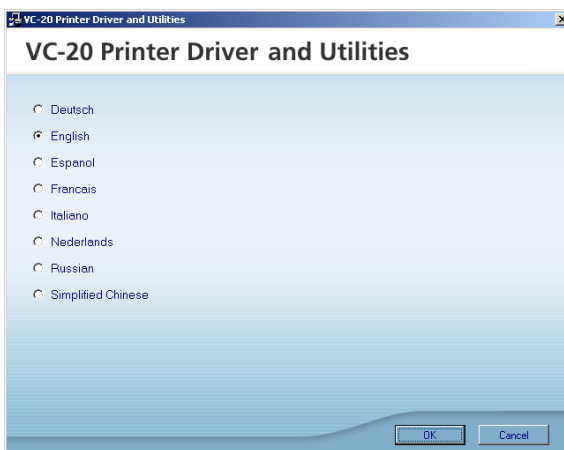 VC-20 Printer Driver and Utilities
VC-20 Printer Driver and Utilities
Deutsch
English
Espanol
Francais
Italiano
Nederlands
Russian
Simplified Chinese
OK Cancel